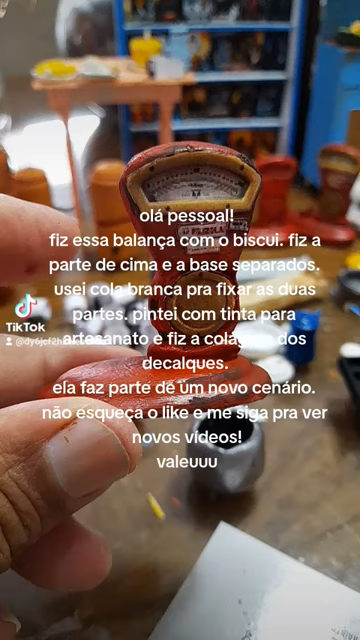 olá pessoal!
FILIZOLA
fiz essa balança com o biscui. fiz a
parte de cima e a base separados.
usei cola branca pra fixar as duas
partes. pintei com tinta para
TikTok
artesanato e fiz a dos
decalques.
ela faz parte de um novo cenário.
não esqueça o like e me siga pra ver
novos vídeos!
valeuuu